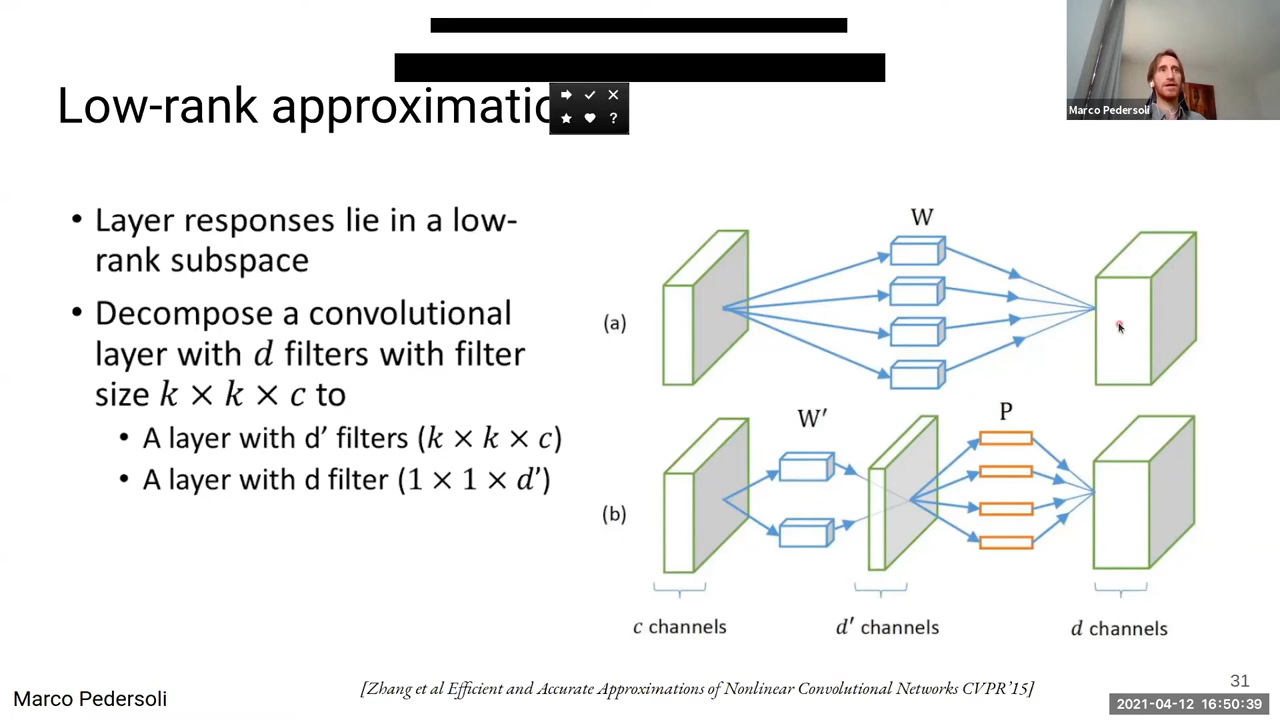 Low-rank approximatio
Marco Pedersoli
• Layer responses lie in a low-
rank subspace
• Decompose a convolutional
layer with d filters with filter
size k × k × c to
• A layer with d’ filters (k × k × c)
• A layer with d filter (1 × 1 × d’)
W
(a)
W′
P
(b)
c channels
d′ channels
d channels
[Zhang et al Efficient and Accurate Approximations of Nonlinear Convolutional Networks CVPR’15]
31
Marco Pedersoli
2021-04-12 16:50:39